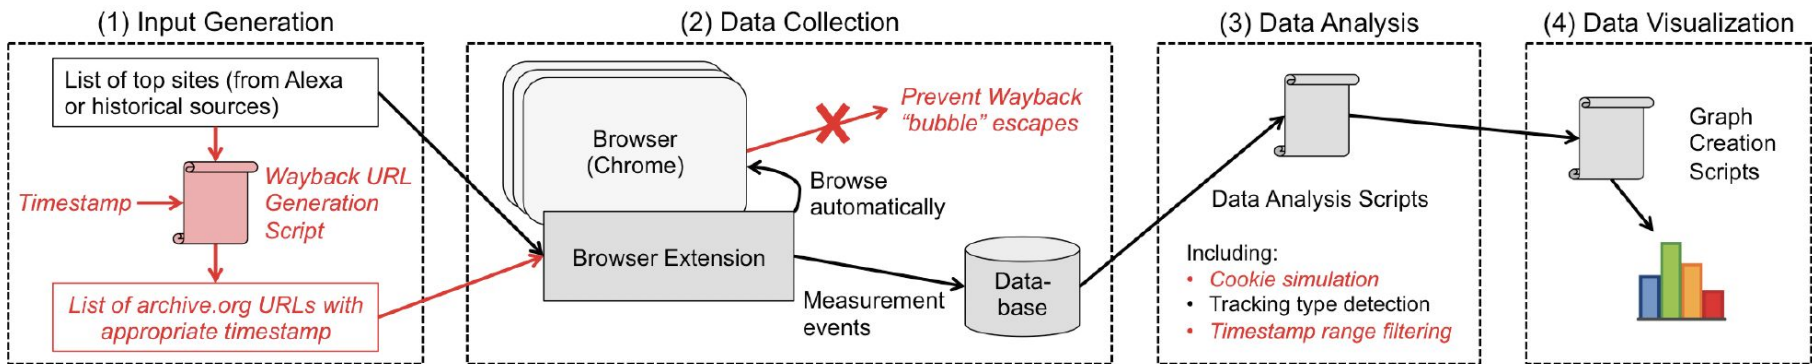 (1) Input Generation
List of top sites (from Alexa
or historical sources)
Timestamp
Wayback URL
Generation
Script
List of archive.org URLs with
appropriate timestamp
(2) Data Collection
Browser
(Chrome)
Prevent Wayback
“bubble” escapes
Browse
automatically
Browser Extension
Measurement
events
Data-
base
(3) Data Analysis
Data Analysis Scripts
Including:
• Cookie simulation
• Tracking type detection
• Timestamp range filtering
(4) Data Visualization
Graph
Creation
Scripts